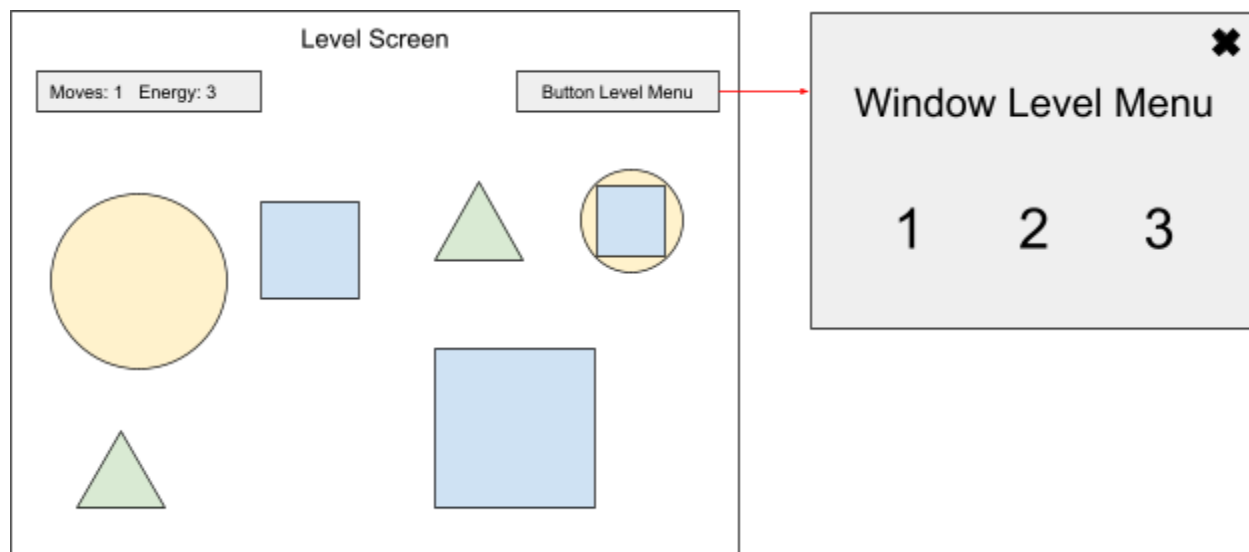 Level Screen
Moves: 1   Energy: 3
Button Level Menu
Window Level Menu
1 2 3